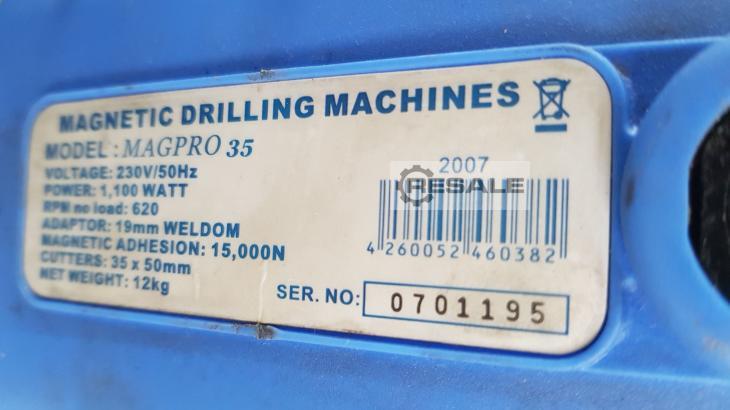 MAGNETIC DRILLING MACHINES
MODEL: MAGPRO 35
VOLTAGE: 230V/50Hz
POWER: 1,100 WATT
RPM no load: 620
ADAPTOR: 19mm WELDOM
MAGNETIC ADHESION: 15,000N
CUTTERS: 35 x 50mm
NET WEIGHT: 12kg
2007
RESALE
4 260052 460382
SER. NO: 0701195